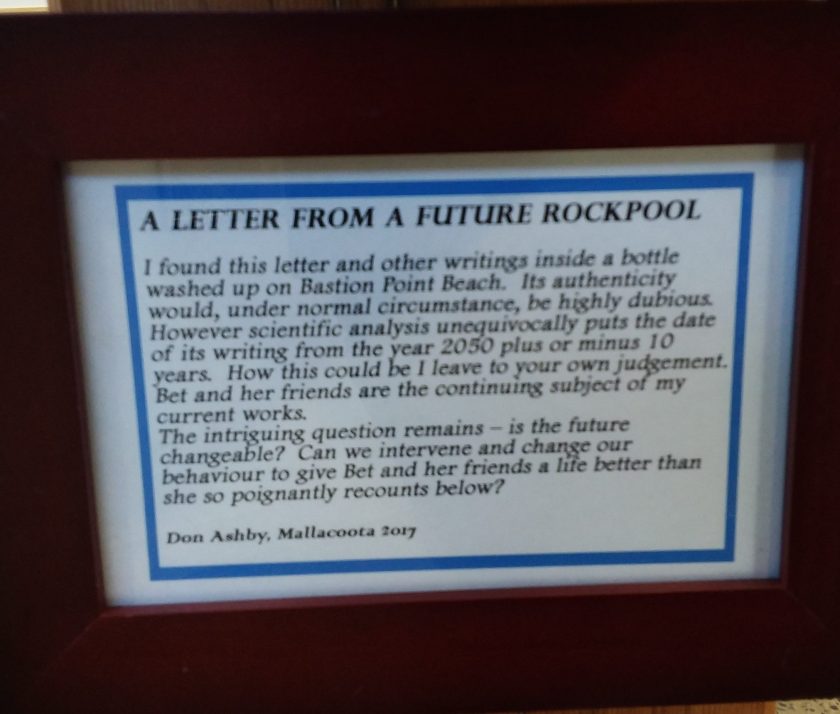 A LETTER FROM A FUTURE ROCKPOOL
I found this letter and other writings inside a bottle
washed up on Bastion Point Beach. Its authenticity
would, under normal circumstance, be highly dubious.
However scientific analysis unequivocally puts the date
of its writing from the year 2050 plus or minus 10
years. How this could be I leave to your own judgement.
Bet and her friends are the continuing subject of my
current works.
The intriguing question remains – is the future
changeable? Can we intervene and change our
behaviour to give Bet and her friends a life better than
she so poignantly recounts below?
Don Ashby, Mallacoota 2017